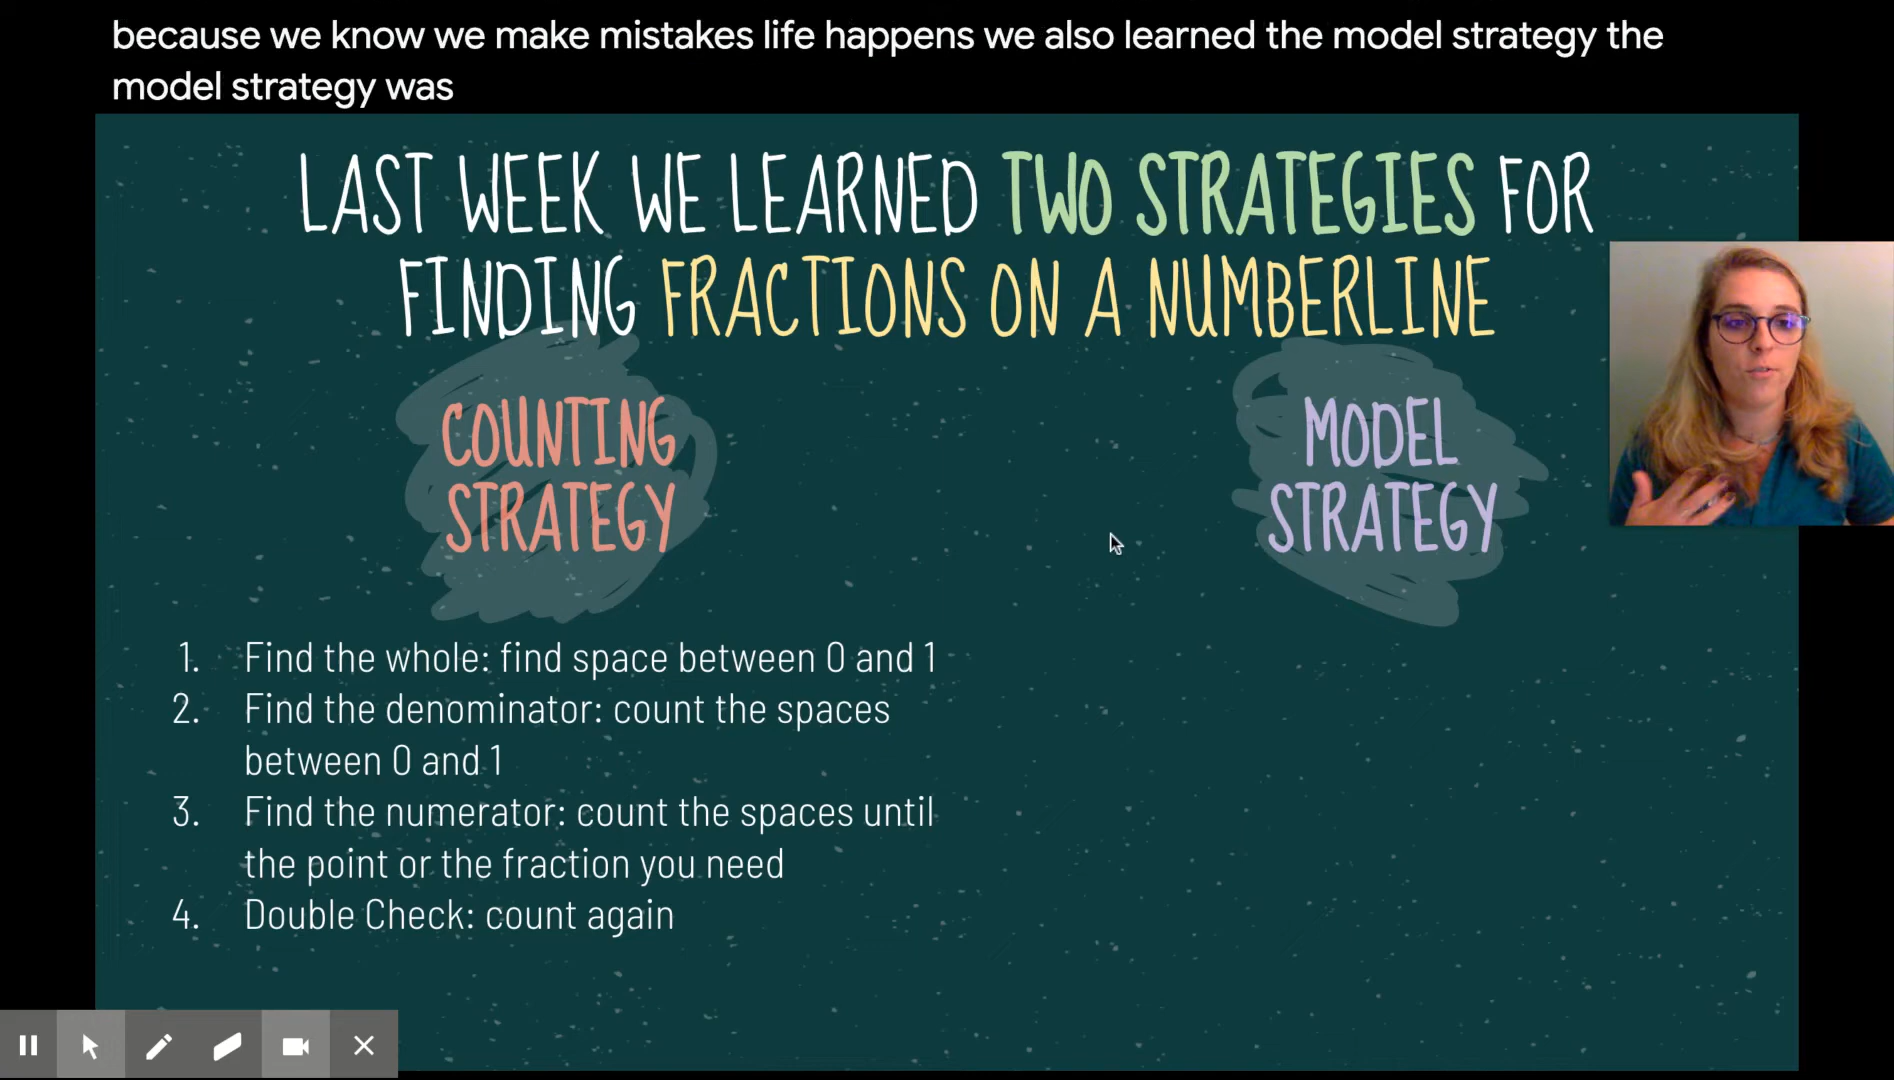 because we know we make mistakes life happens we also learned the model strategy the
model strategy was
LAST WEEK WE LEARNED TWO STRATEGIES FOR
FINDING FRACTIONS ON A NUMBERLINE
COUNTING
STRATEGY
MODEL
STRATEGY
1. Find the whole: find space between 0 and 1
2. Find the denominator: count the spaces
between 0 and 1
3. Find the numerator: count the spaces until
the point or the fraction you need
4. Double Check: count again